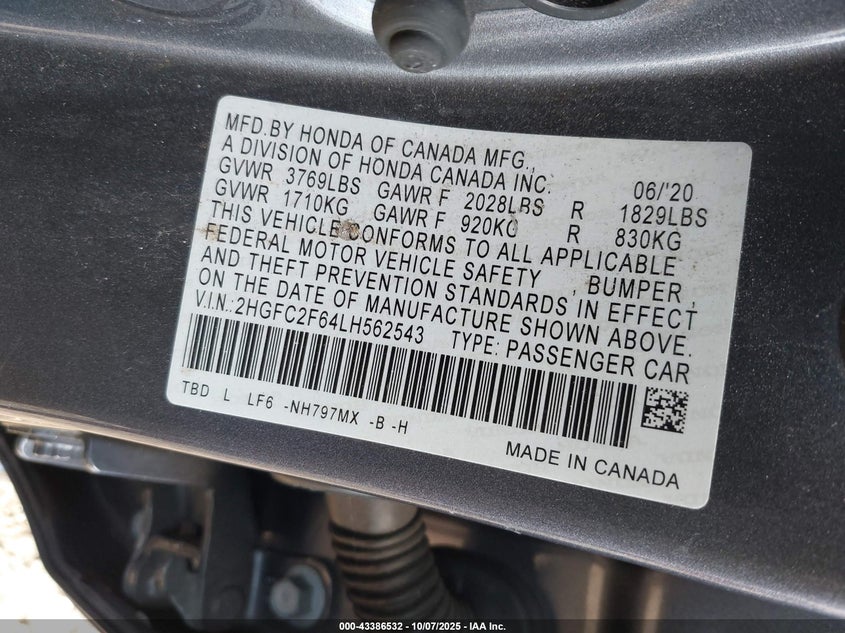 MFD.BY HONDA OF CANADA MFG.,
A DIVISION OF HONDA CANADA INC. 06/'20
GVWR 3769LBS GAWR F 2028LBS R 1829LBS
GVWR 1710KG GAWR F 920KG R 830KG
THIS VEHICLE CONFORMS TO ALL APPLICABLE
FEDERAL MOTOR VEHICLE SAFETY , BUMPER ,
AND THEFT PREVENTION STANDARDS IN EFFECT
ON THE DATE OF MANUFACTURE SHOWN ABOVE.
V.I.N.:2HGFC2F64LH562543 TYPE: PASSENGER CAR
TBD L LF6 -NH797MX -B -H
MADE IN CANADA
000-43386532 - 10/07/2025 - IAA Inc.